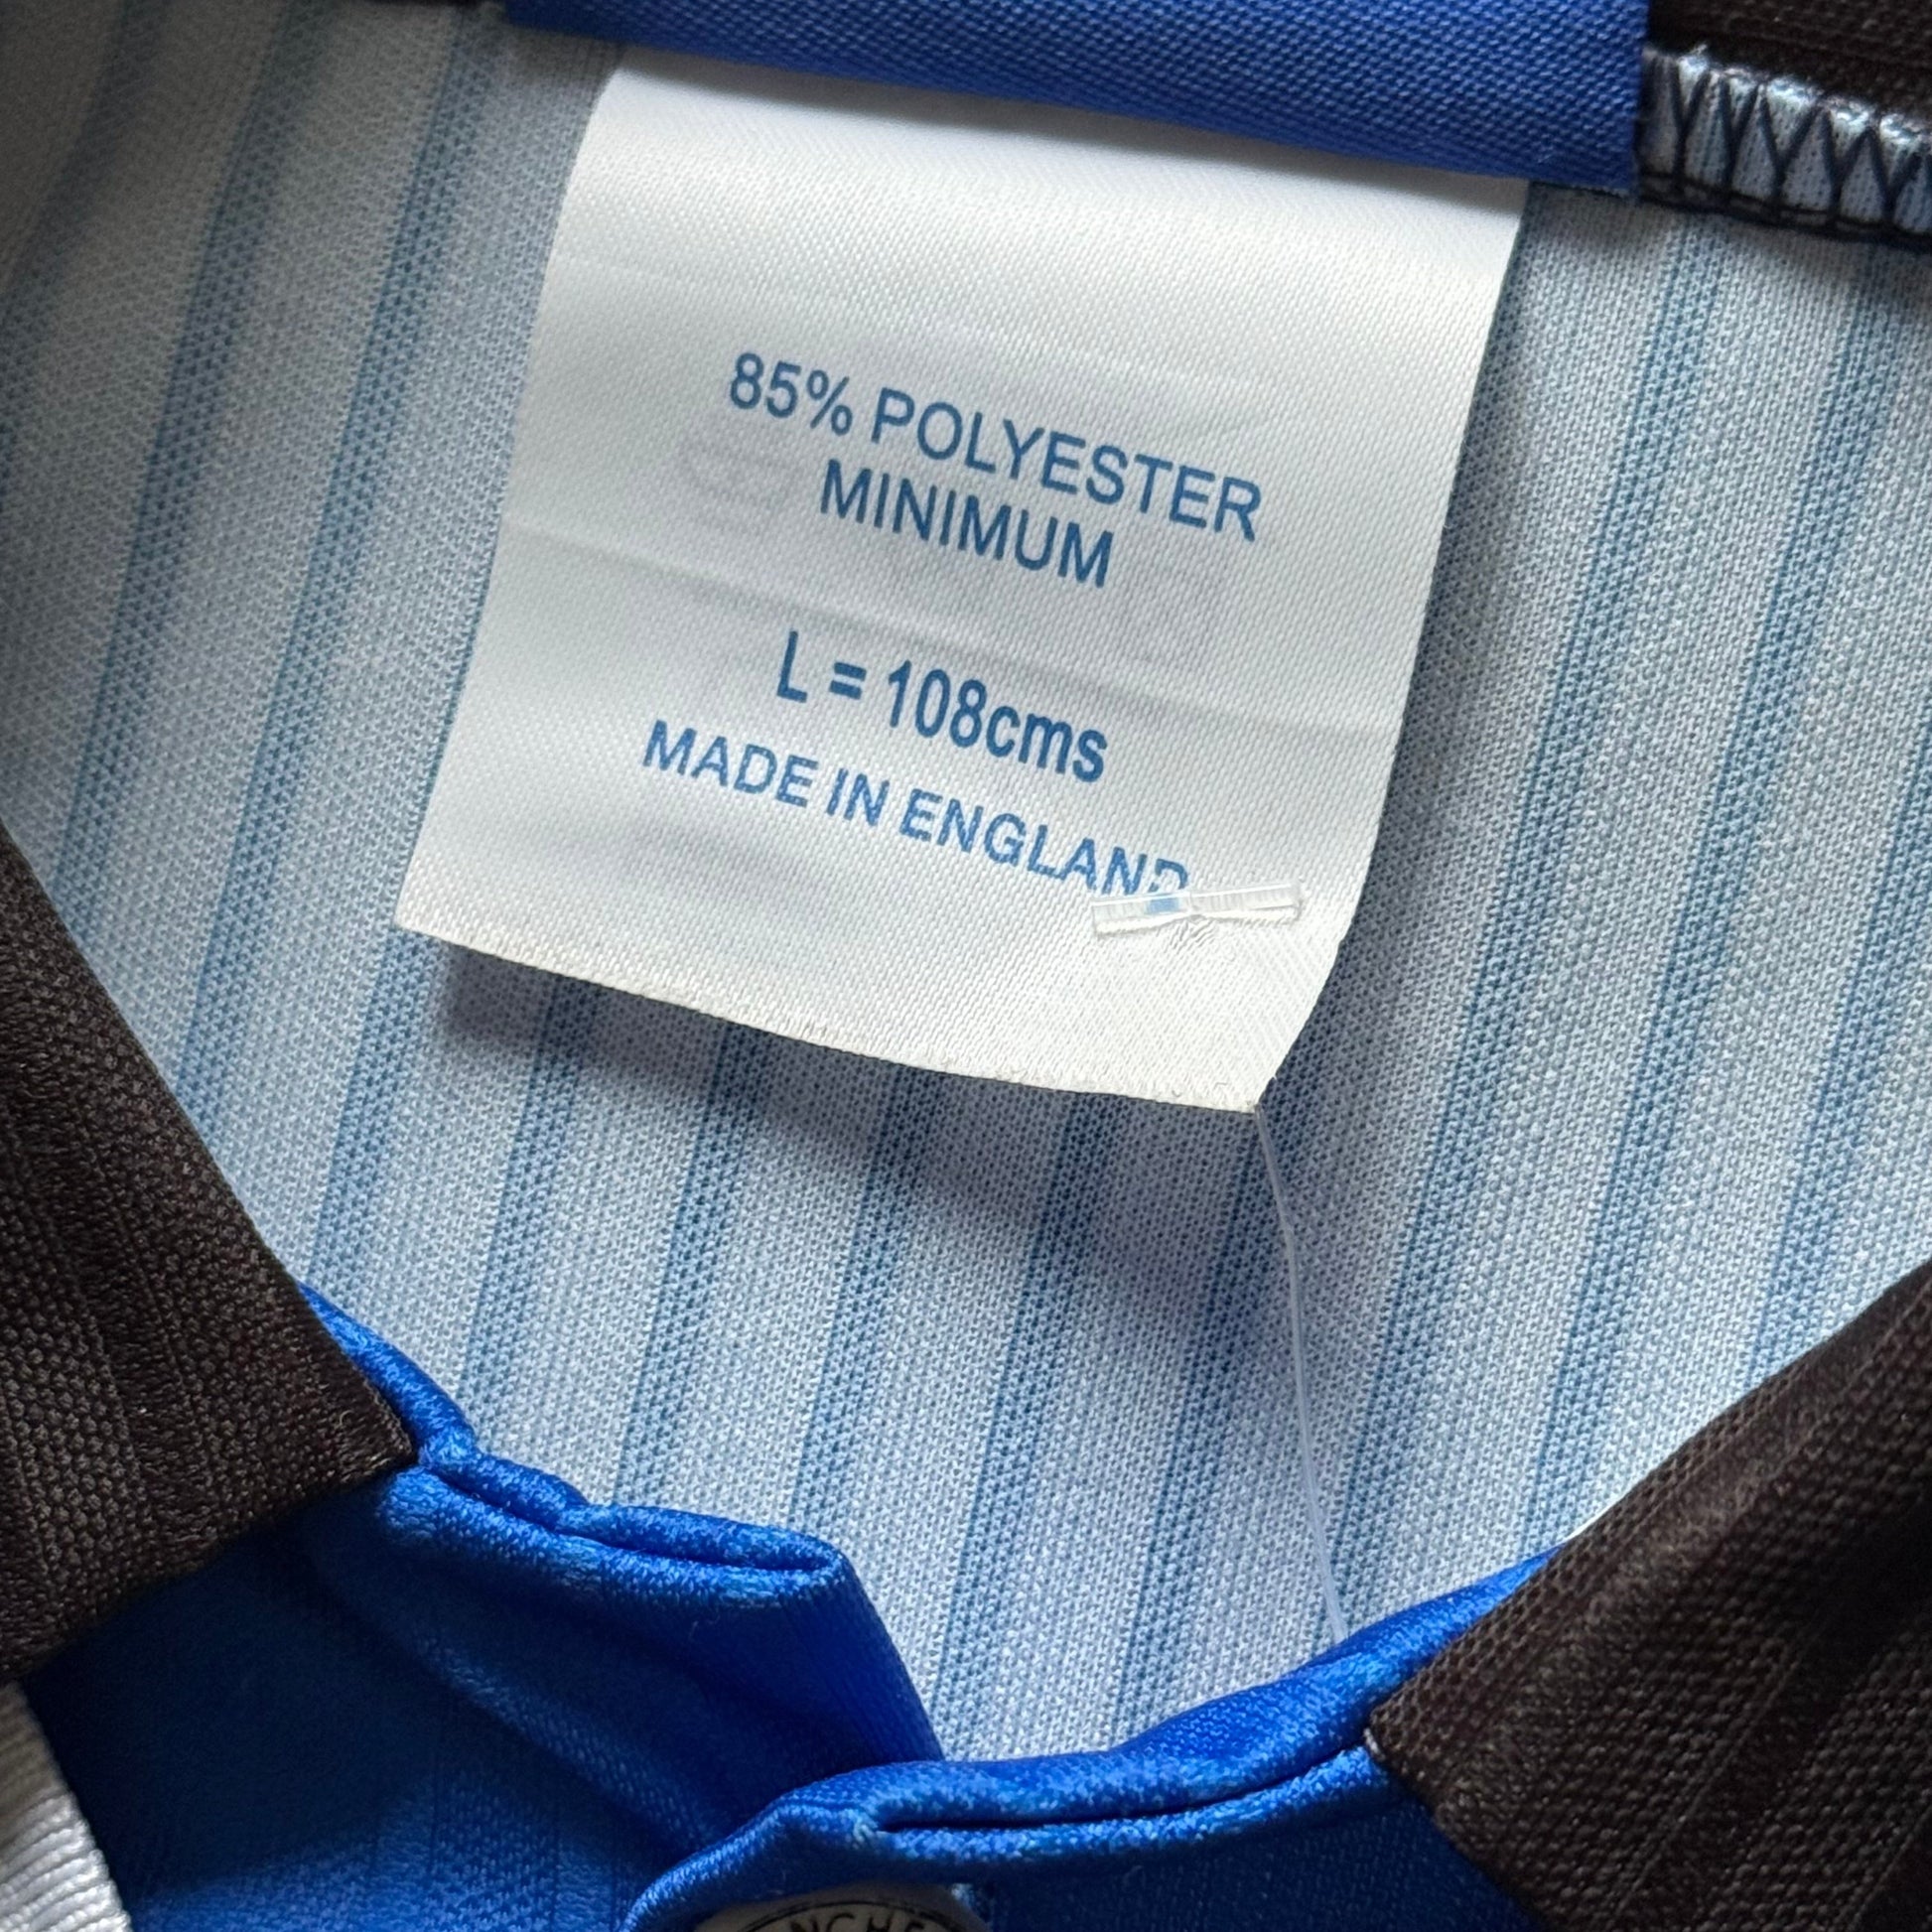 85% POLYESTER
MINIMUM
L = 108cms
MADE IN ENGLAND